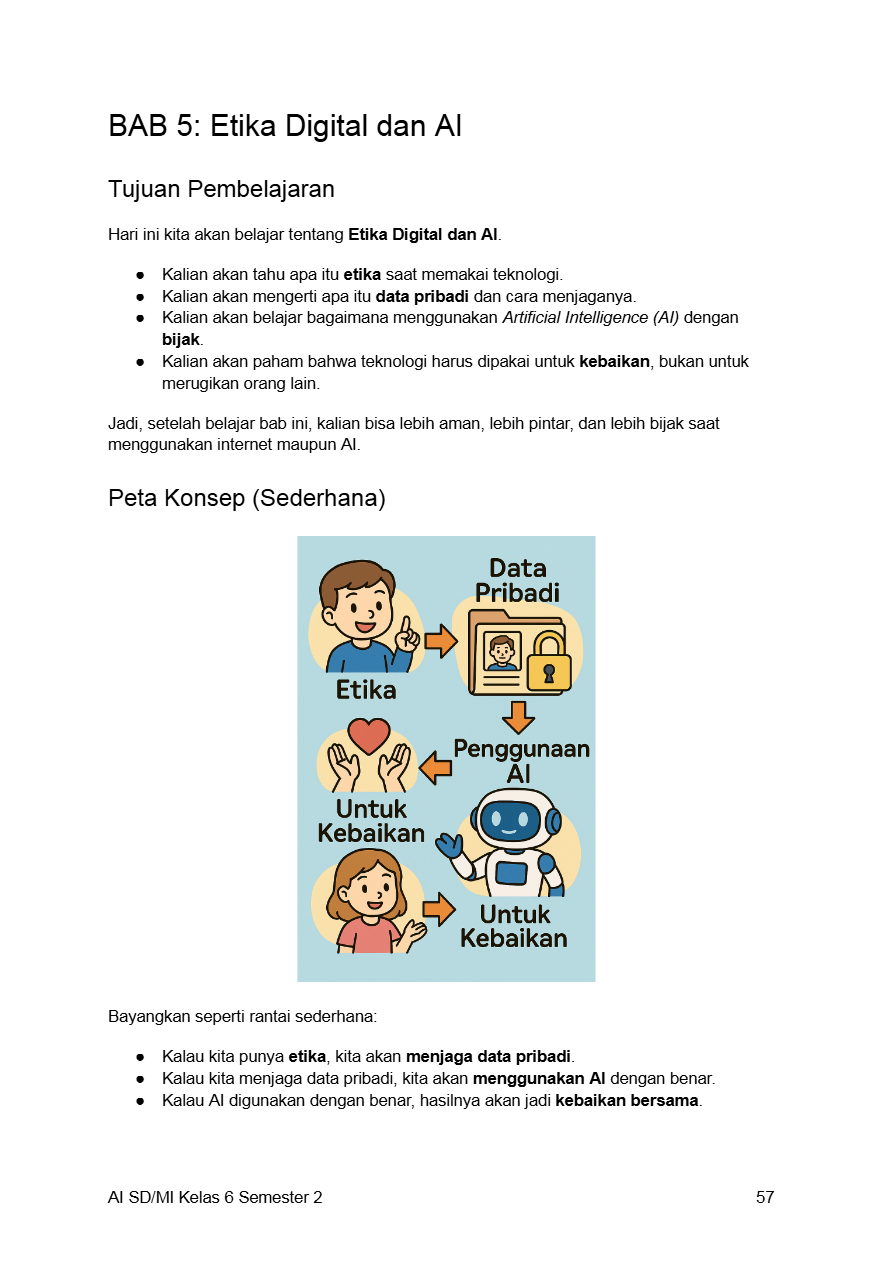 BAB 5: Etika Digital dan AI
Tujuan Pembelajaran
Hari ini kita akan belajar tentang Etika Digital dan AI.
● Kalian akan tahu apa itu etika saat memakai teknologi.
● Kalian akan mengerti apa itu data pribadi dan cara menjaganya.
● Kalian akan belajar bagaimana menggunakan Artificial Intelligence (AI) dengan
bijak.
● Kalian akan paham bahwa teknologi harus dipakai untuk kebaikan, bukan untuk
merugikan orang lain.
Jadi, setelah belajar bab ini, kalian bisa lebih aman, lebih pintar, dan lebih bijak saat
menggunakan internet maupun AI.
Peta Konsep (Sederhana)
Etika
Data
Pribadi
Penggunaan
AI
Untuk
Kebaikan
Untuk
Kebaikan
Bayangkan seperti rantai sederhana:
● Kalau kita punya etika, kita akan menjaga data pribadi.
● Kalau kita menjaga data pribadi, kita akan menggunakan AI dengan benar.
● Kalau AI digunakan dengan benar, hasilnya akan jadi kebaikan bersama.
AI SD/MI Kelas 6 Semester 2
57